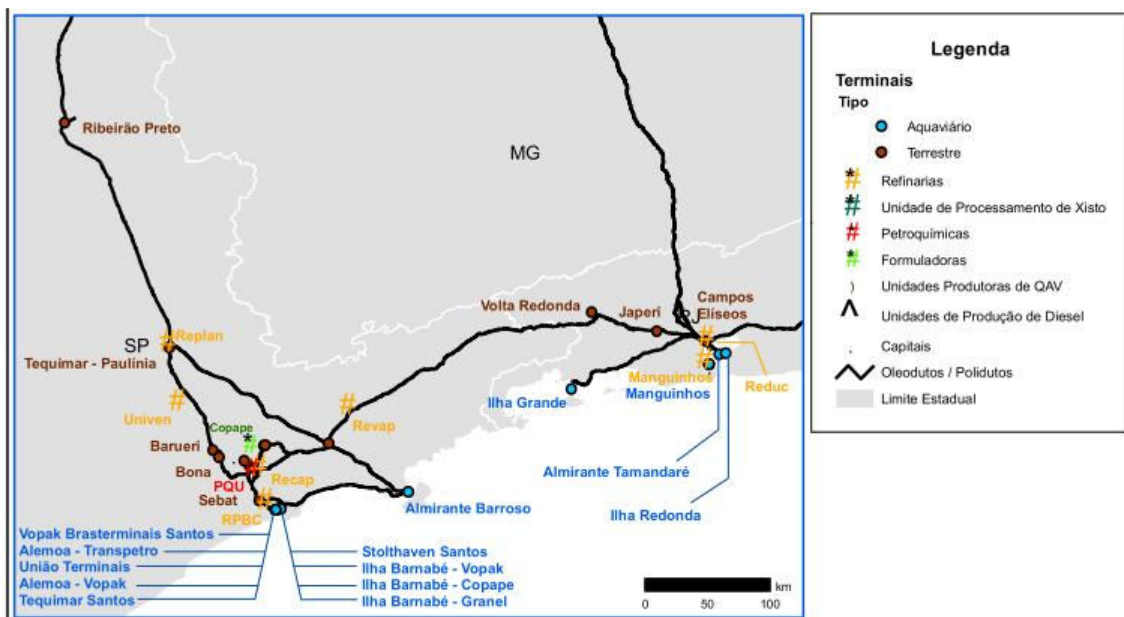 Ribeirão Preto
MG
Volta Redonda
Japeri
Campos
Elíseos
RJ
SP
Replan
Tequimar - Paulínia
Manguinhos
Manguinhos
Reduc
Univen
Ilha Grande
Revap
Copape
Barueri
Bona
Almirante Tamandaré
PQU
Recap
Sebat
Almirante Barroso
Ilha Redonda
RPBC
Vopak Brasterminais Santos
Alemoa - Transpetro
União Terminais
Alemoa - Vopak
Tequimar Santos
Stolthaven Santos
Ilha Barnabé - Vopak
Ilha Barnabé - Copape
Ilha Barnabé - Granel
km
0 50 100
Legenda
Terminais
Tipo
Aquaviário
Terrestre
Refinarias
Unidade de Processamento de Xisto
Petroquímicas
Formuladoras
Unidades Produtoras de QAV
Unidades de Produção de Diesel
Capitais
Oleodutos / Polidutos
Limite Estadual